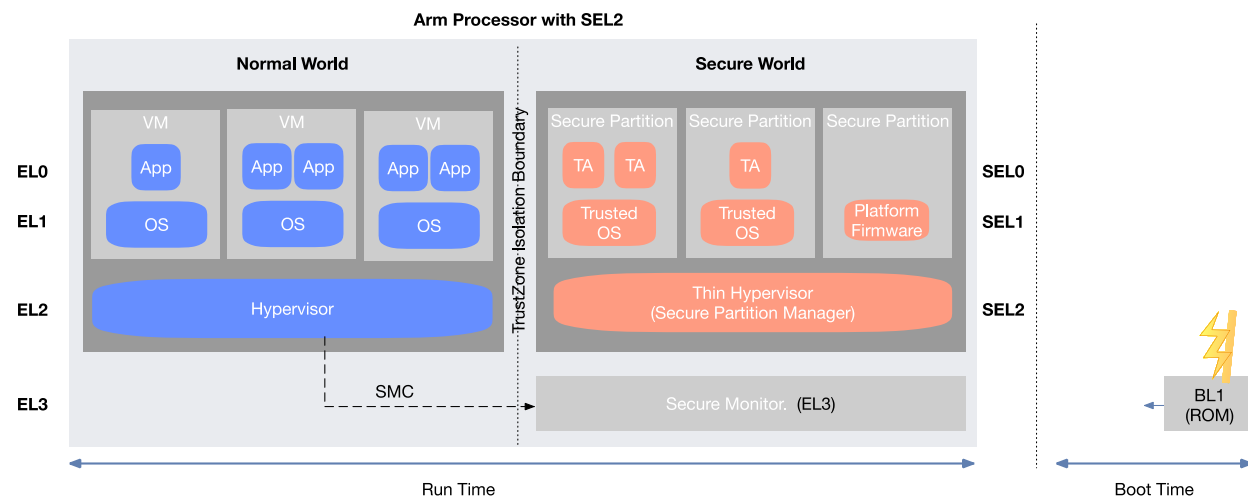 Arm Processor with SEL2
Normal World
Secure World
VM
VM
VM
Secure Partition
Secure Partition
Secure Partition
EL0
App
App
App
App
App
TA
TA
TA
SEL0
EL1
OS
OS
OS
Trusted
OS
Trusted
OS
Platform
Firmware
SEL1
TrustZone Isolation Boundary
EL2
Hypervisor
Thin Hypervisor
(Secure Partition Manager)
SEL2
EL3
SMC
Secure Monitor. (EL3)
BL1
(ROM)
Run Time
Boot Time